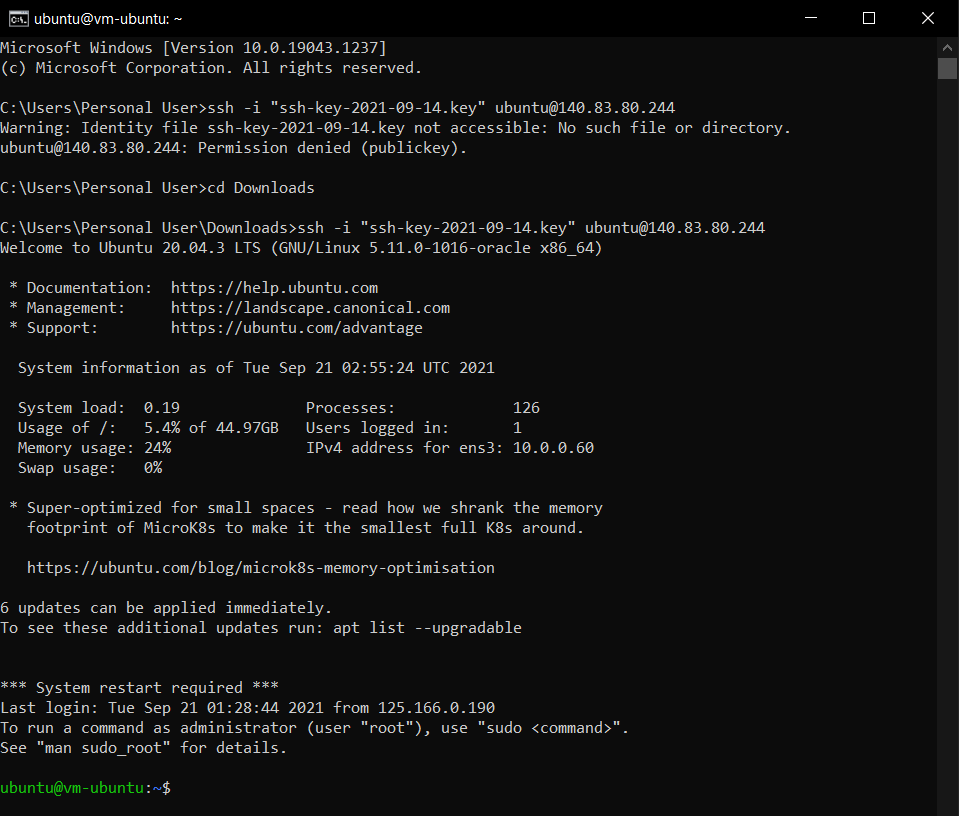 ubuntu@vm-ubuntu: ~
Microsoft Windows [Version 10.0.19043.1237]
(c) Microsoft Corporation. All rights reserved.
C:\Users\Personal User>ssh -i "ssh-key-2021-09-14.key" ubuntu@140.83.80.244
Warning: Identity file ssh-key-2021-09-14.key not accessible: No such file or directory.
ubuntu@140.83.80.244: Permission denied (publickey).
C:\Users\Personal User>cd Downloads
C:\Users\Personal User\Downloads>ssh -i "ssh-key-2021-09-14.key" ubuntu@140.83.80.244
Welcome to Ubuntu 20.04.3 LTS (GNU/Linux 5.11.0-1016-oracle x86_64)
 * Documentation:  https://help.ubuntu.com
 * Management:     https://landscape.canonical.com
 * Support:        https://ubuntu.com/advantage
  System information as of Tue Sep 21 02:55:24 UTC 2021
  System load:  0.19              Processes:             126
  Usage of /:   5.4% of 44.97GB   Users logged in:       1
  Memory usage: 24%               IPv4 address for ens3: 10.0.0.60
  Swap usage:   0%
 * Super-optimized for small spaces - read how we shrank the memory
   footprint of MicroK8s to make it the smallest full K8s around.
   https://ubuntu.com/blog/microk8s-memory-optimisation
6 updates can be applied immediately.
To see these additional updates run: apt list --upgradable
*** System restart required ***
Last login: Tue Sep 21 01:28:44 2021 from 125.166.0.190
To run a command as administrator (user "root"), use "sudo <command>".
See "man sudo_root" for details.
ubuntu@vm-ubuntu:~$